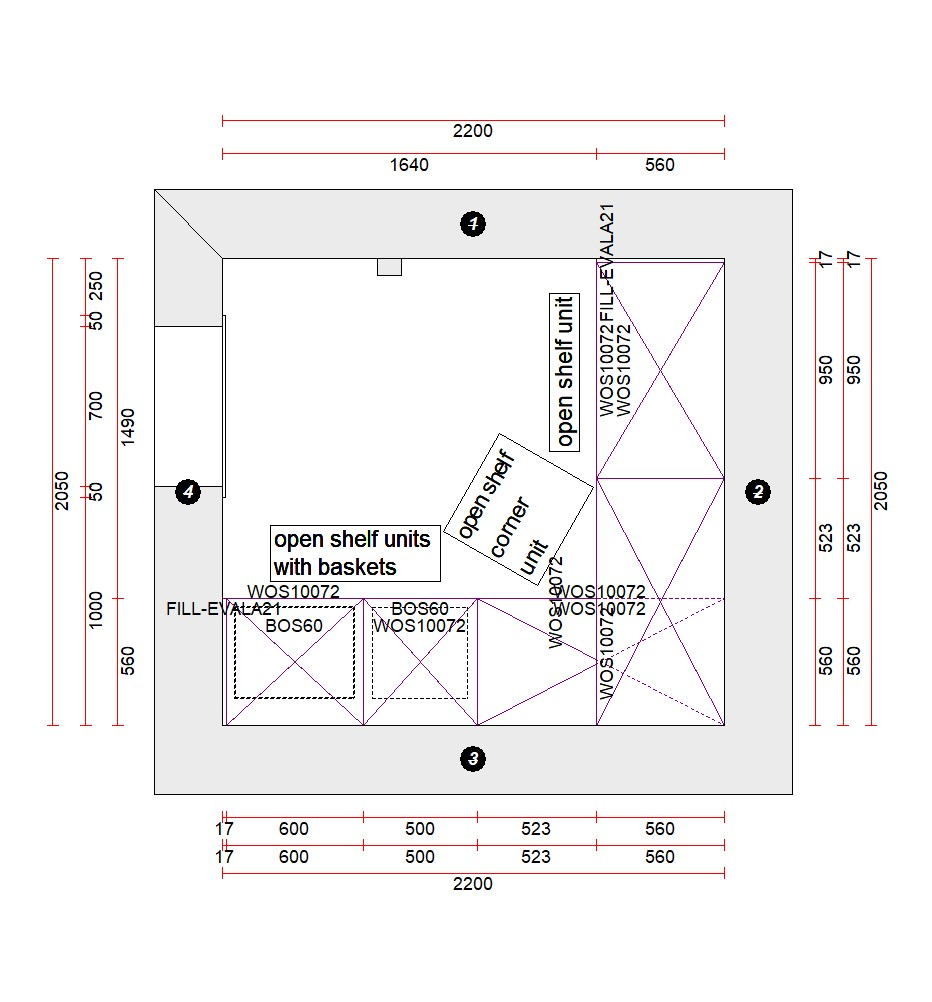 2200
1640
560
1
17
17
250
50
700
50
1000
1490
560
2050
FILL-EVALA21
WOS10072
WOS10072
open shelf unit
950
950
4
2
2050
open shelf
corner
unit
523
523
open shelf units
with baskets
WOS10072
WOS10072
FILL-EVALA21
BOS60
BOS60
WOS10072
WOS10072
WOS10072
WOS10072
560
560
3
17
600
500
523
560
17
600
500
523
560
2200